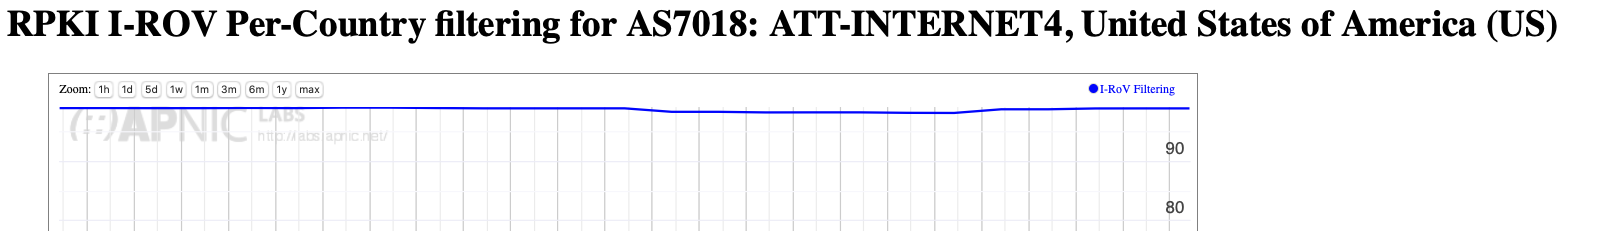 RPKI I-ROV Per-Country filtering for AS7018: ATT-INTERNET4, United States of America (US)
Zoom: 1h 1d 5d 1w 1m 3m 6m 1y max
I-RoV Filtering
(::)APNIC LABS
http://labs.apnic.net/
90
80